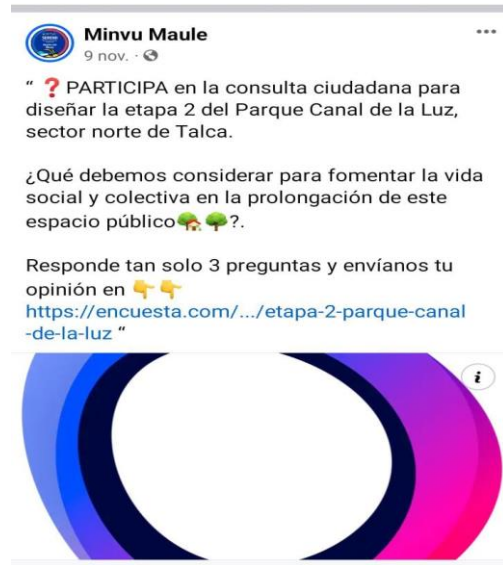 Minvu Maule
9 nov. ·
“ ❓ PARTICIPA en la consulta ciudadana para
diseñar la etapa 2 del Parque Canal de la Luz,
sector norte de Talca.
¿Qué debemos considerar para fomentar la vida
social y colectiva en la prolongación de este
espacio público🏡🌳?.
Responde tan solo 3 preguntas y envíanos tu
opinión en 👇👇
https://encuesta.com/.../etapa-2-parque-canal
-de-la-luz “
i